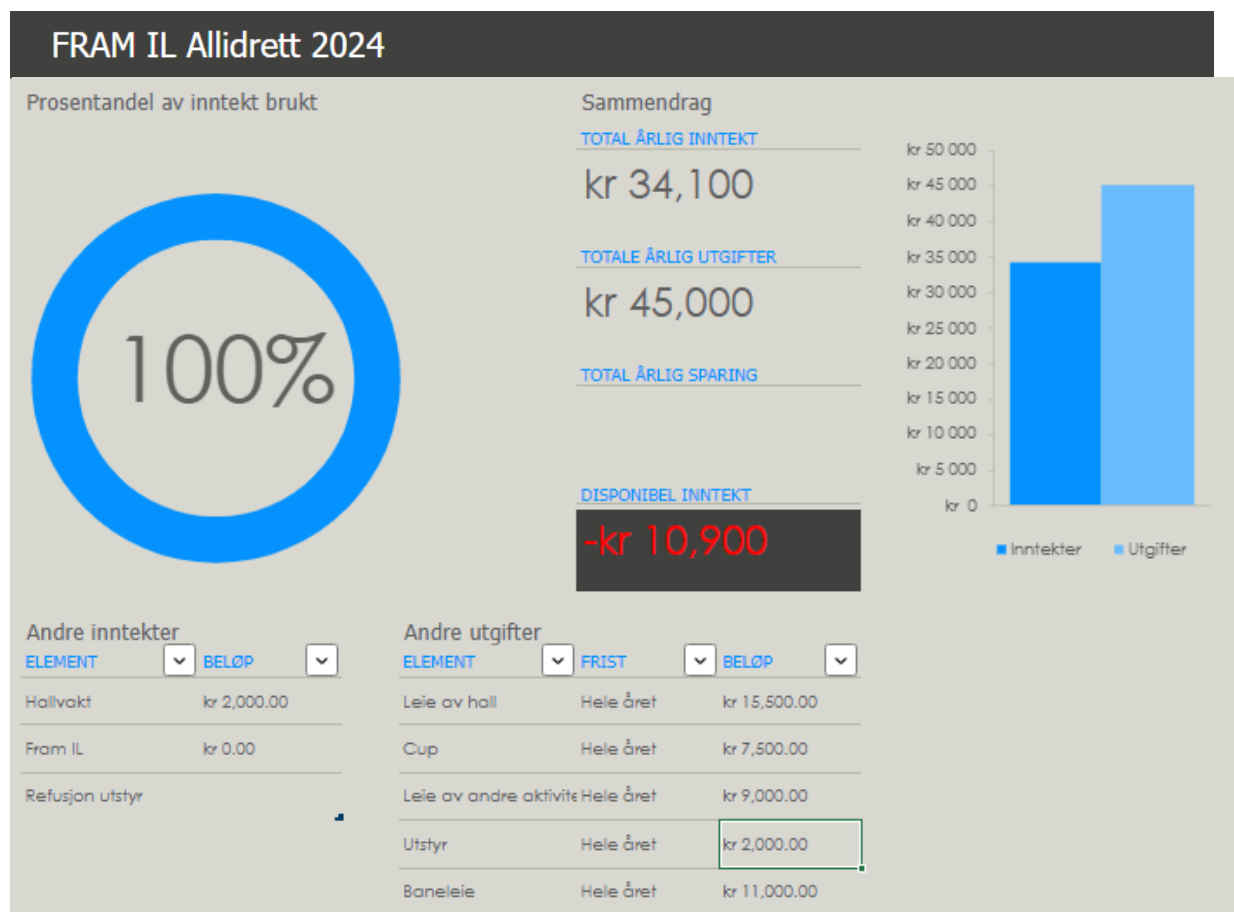 FRAM IL Allidrett 2024
Prosentandel av inntekt brukt
100%
Sammendrag
TOTAL ÅRLIG INNTEKT
kr 34,100
TOTALE ÅRLIG UTGIFTER
kr 45,000
TOTAL ÅRLIG SPARING
DISPONIBEL INNTEKT
-kr 10,900
kr 50 000
kr 45 000
kr 40 000
kr 35 000
kr 30 000
kr 25 000
kr 20 000
kr 15 000
kr 10 000
kr 5 000
kr 0
Inntekter Utgifter
Andre inntekter
ELEMENT BELØP
Hallvakt kr 2,000.00
Fram IL kr 0.00
Refusjon utstyr
Andre utgifter
ELEMENT FRIST BELØP
Leie av hall Hele året kr 15,500.00
Cup Hele året kr 7,500.00
Leie av andre aktivite Hele året kr 9,000.00
Utstyr Hele året kr 2,000.00
Baneleie Hele året kr 11,000.00